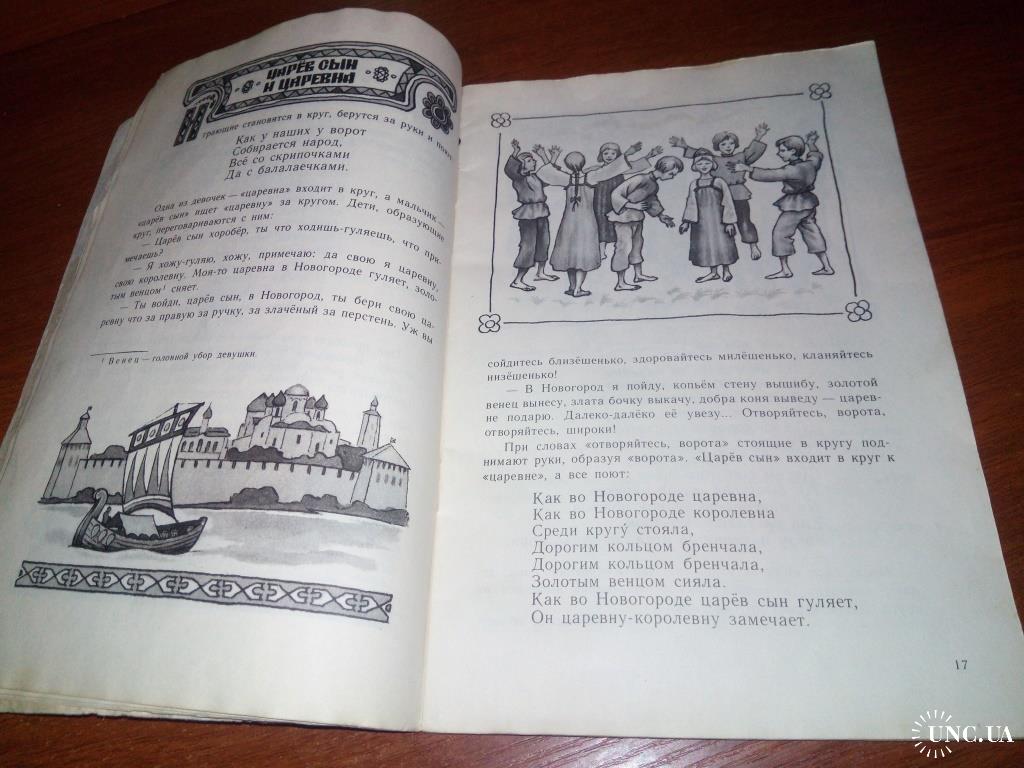 ЦАРЁВ СЫН
И ЦАРЕВНА
Играющие становятся в круг, берутся за руки и поют:
Как у наших у ворот
Собирается народ,
Всё со скрипочками
Да с балалаечками.
Одна из девочек — «царевна» входит в круг, а мальчик —
«царёв сын» ищет «царевну» за кругом. Дети, образующие
круг, переговариваются с ним:
— Царёв сын хоробёр, ты что ходишь-гуляешь, что при-
мечаешь?
— Я хожу-гуляю, хожу, примечаю: да свою я царевну,
свою королевну. Моя-то царевна в Новогороде гуляет, золо-
тым венцом¹ сияет.
— Ты войди, царёв сын, в Новогород, ты бери свою ца-
ревну что за правую за ручку, за злачёный за перстень. Уж вы
¹ Венец — головной убор девушки.
сойдитесь близёшенько, здоровайтесь милёшенько, кланяйтесь
низёшенько!
— В Новогород я пойду, копьём стену вышибу, золотой
венец вынесу, злата бочку выкачу, добра коня выведу — царев-
не подарю. Далеко-далёко её увезу... Отворяйтесь, ворота,
отворяйтесь, широки!
При словах «отворяйтесь, ворота» стоящие в кругу под-
нимают руки, образуя «ворота». «Царёв сын» входит в круг к
«царевне», а все поют:
Как во Новогороде царевна,
Как во Новогороде королевна
Среди кругу́ стояла,
Дорогим кольцом бренчала,
Дорогим кольцом бренчала,
Золотым венцом сияла.
Как во Новогороде царёв сын гуляет,
Он царевну-королевну замечает.
17
UNC.UA